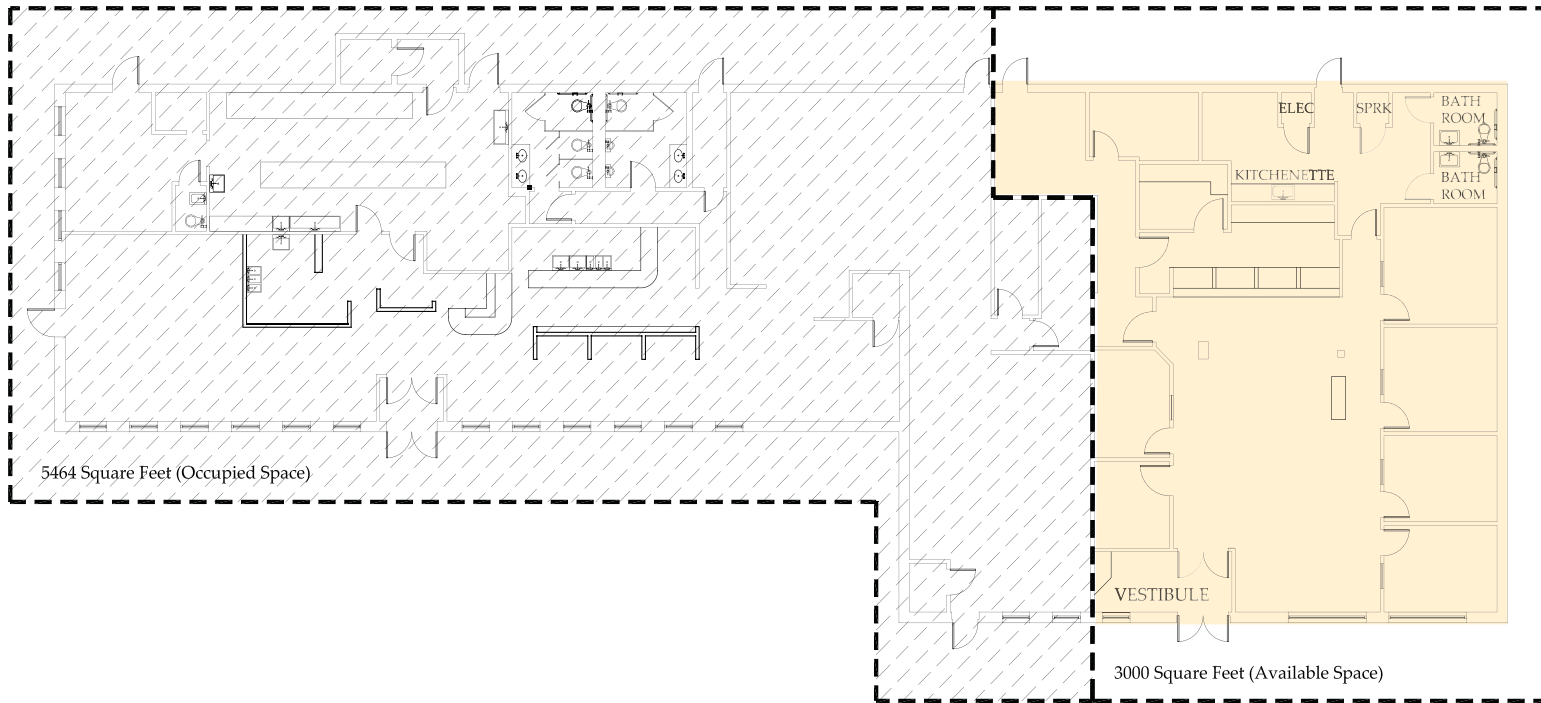 ELEC
SPRK
BATH
ROOM
KITCHENETTE
BATH
ROOM
5464 Square Feet (Occupied Space)
VESTIBULE
3000 Square Feet (Available Space)